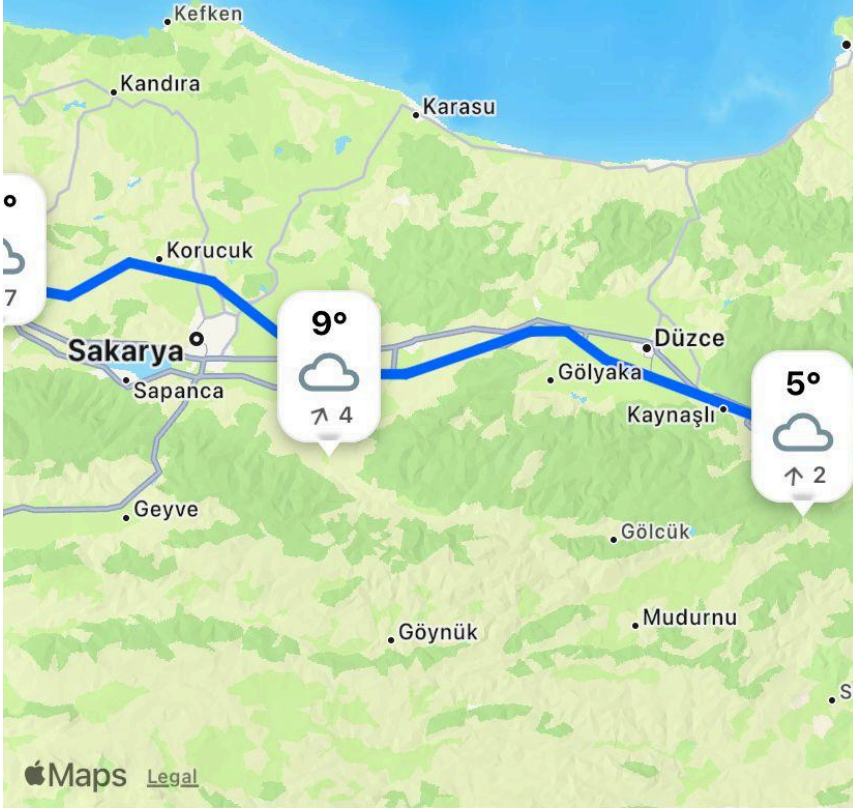 Kefken
Kandıra
Karasu
°
7
Korucuk
9°
↗ 4
Sakarya
Düzce
Sapanca
Gölyaka
5°
↑ 2
Kaynaşlı
Geyve
Gölcük
Göynük
Mudurnu
S
Maps Legal